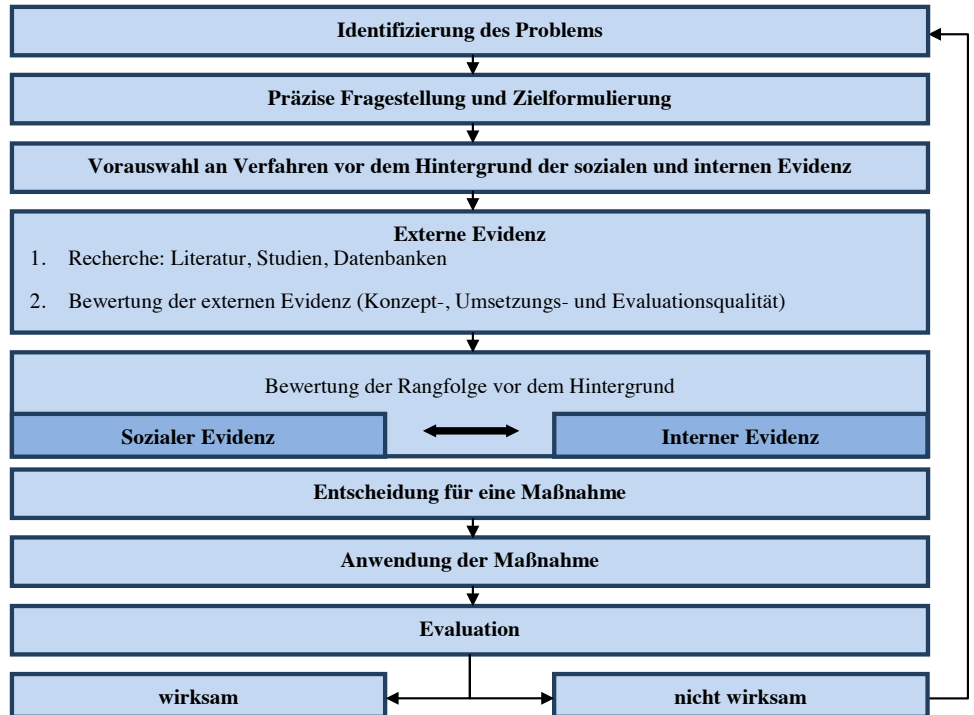 Identifizierung des Problems
Präzise Fragestellung und Zielformulierung
Vorauswahl an Verfahren vor dem Hintergrund der sozialen und internen Evidenz
Externe Evidenz
1. Recherche: Literatur, Studien, Datenbanken
2. Bewertung der externen Evidenz (Konzept-, Umsetzungs- und Evaluationsqualität)
Bewertung der Rangfolge vor dem Hintergrund
Sozialer Evidenz
Interner Evidenz
Entscheidung für eine Maßnahme
Anwendung der Maßnahme
Evaluation
wirksam
nicht wirksam